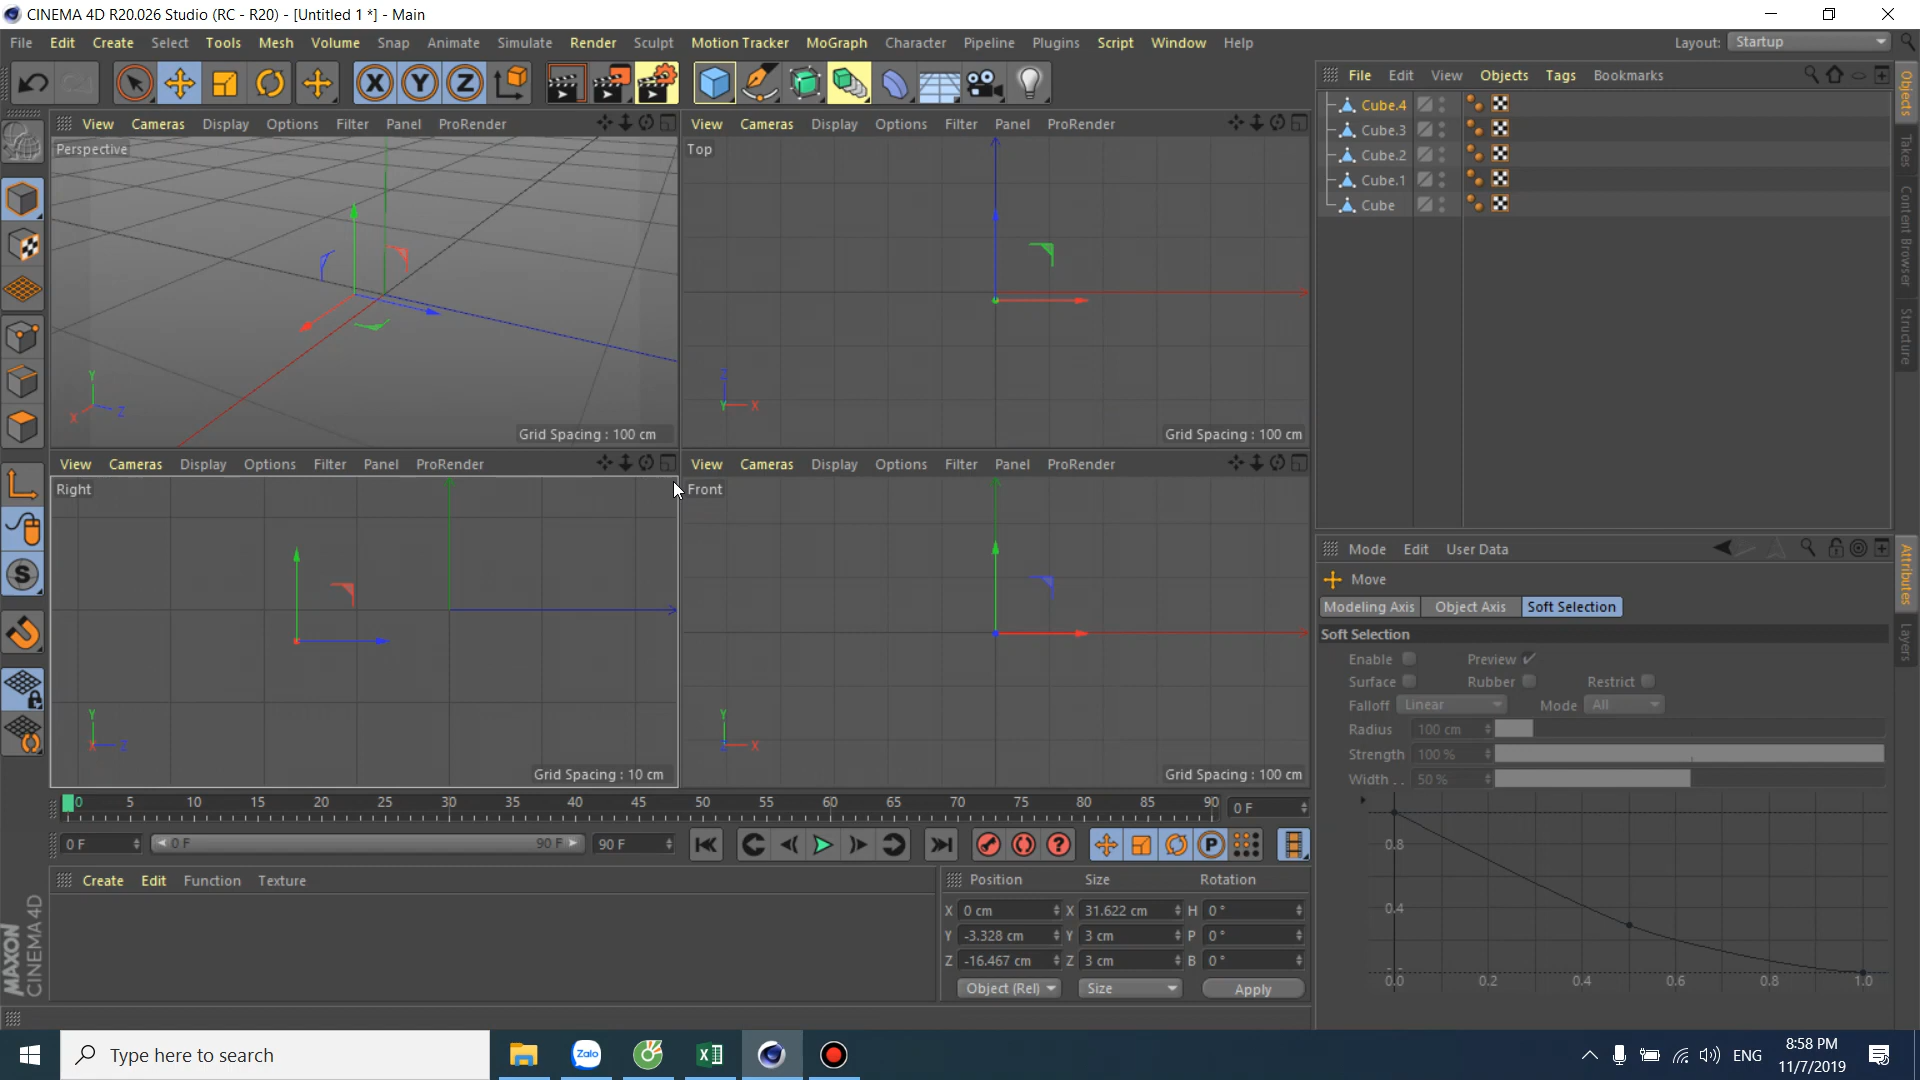 CINEMA 4D R20.026 Studio (RC - R20) - [Untitled 1 *] - Main
File Edit Create Select Tools Mesh Volume Snap Animate Simulate Render Sculpt Motion Tracker MoGraph Character Pipeline Plugins Script Window Help
Layout: Startup
X Y Z
File Edit View Objects Tags Bookmarks
Cube.4
Cube.3
Cube.2
Cube.1
Cube
Objects
Takes
Content Browser
Structure
View Cameras Display Options Filter Panel ProRender
Perspective
Y
X
Z
Grid Spacing : 100 cm
View Cameras Display Options Filter Panel ProRender
Top
Z
Y
X
Grid Spacing : 100 cm
View Cameras Display Options Filter Panel ProRender
Right
Y
X
Z
Grid Spacing : 10 cm
View Cameras Display Options Filter Panel ProRender
Front
Y
Z
X
Grid Spacing : 100 cm
S
Mode Edit User Data
Move
Modeling Axis Object Axis Soft Selection
Soft Selection
Enable Preview
Surface Rubber Restrict
Falloff Linear Mode All
Radius 100 cm
Strength 100 %
Width . . 50 %
0.8
0.4
0.0 0.2 0.4 0.6 0.8 1.0
Attributes
Layers
0 5 10 15 20 25 30 35 40 45 50 55 60 65 70 75 80 85 90
0 F
0 F 0 F 90 F 90 F
P
Create Edit Function Texture
Position Size Rotation
X 0 cm X 31.622 cm H 0 °
Y -3.328 cm Y 3 cm P 0 °
Z -16.467 cm Z 3 cm B 0 °
Object (Rel) Size Apply
MAXON
CINEMA 4D
Type here to search
Zalo
ENG
8:58 PM
11/7/2019